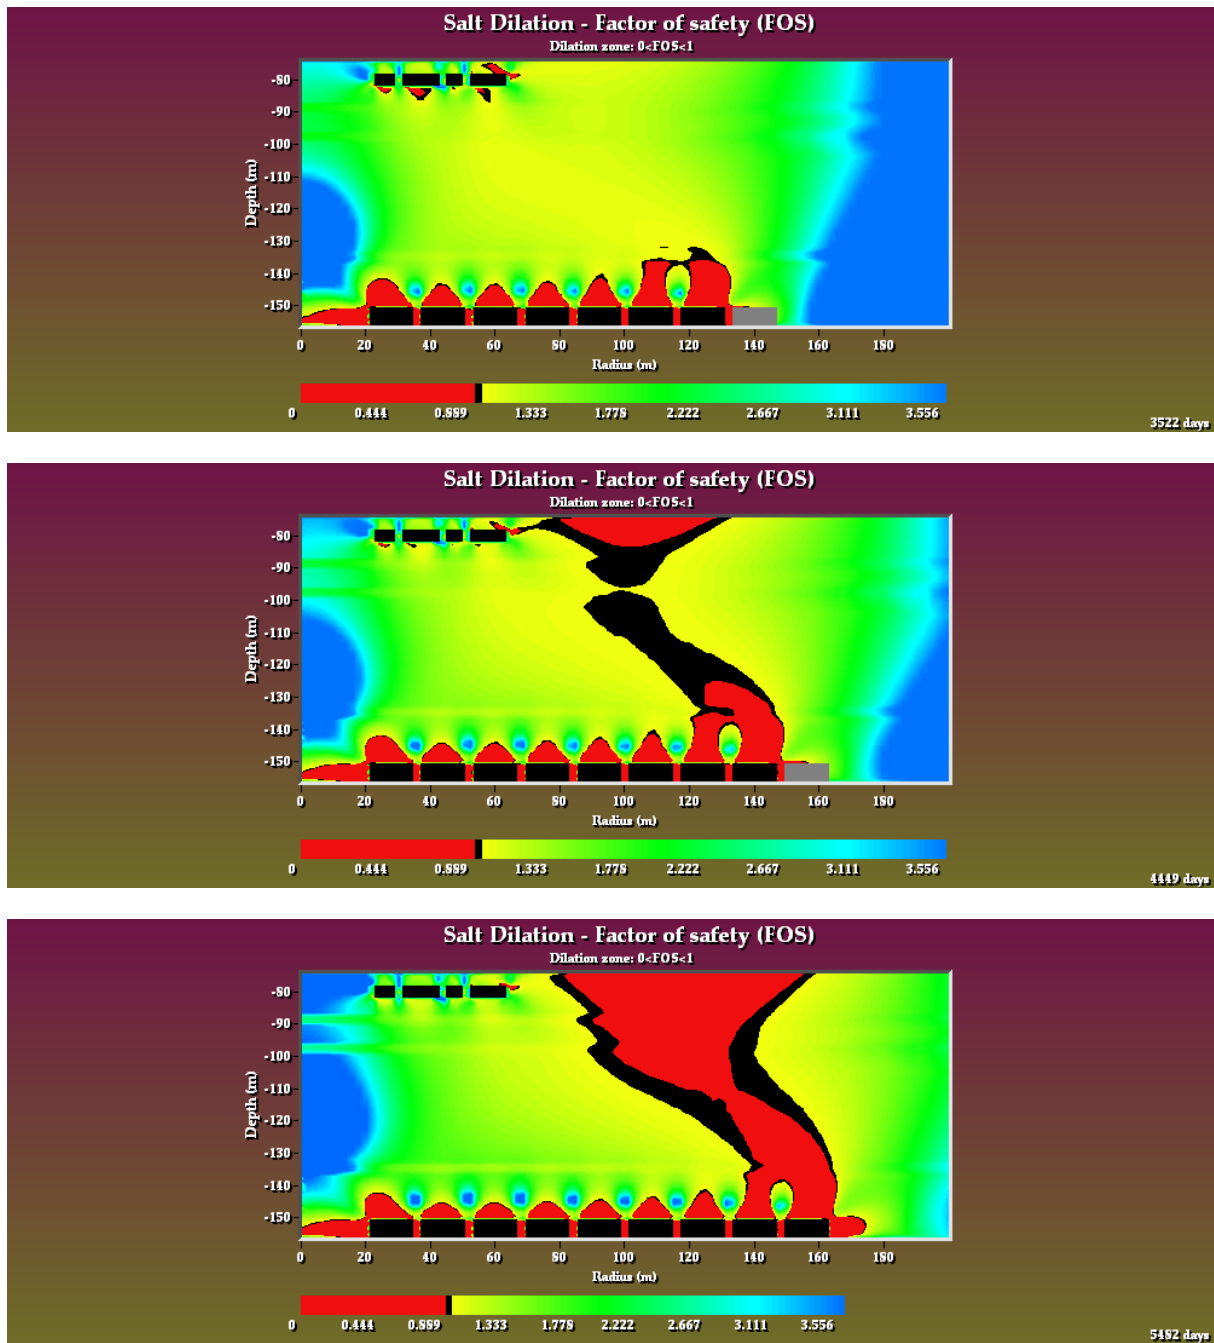 Salt Dilation - Factor of safety (FOS)
Dilation zone: 0<FOS<1
-80
-90
-100
-110
-120
-130
-140
-150
Depth (m)
0 20 40 60 80 100 120 140 160 180
Radius (m)
0 0.444 0.889 1.333 1.778 2.222 2.667 3.111 3.556
3522 days
Salt Dilation - Factor of safety (FOS)
Dilation zone: 0<FOS<1
-80
-90
-100
-110
-120
-130
-140
-150
Depth (m)
0 20 40 60 80 100 120 140 160 180
Radius (m)
0 0.444 0.889 1.333 1.778 2.222 2.667 3.111 3.556
4449 days
Salt Dilation - Factor of safety (FOS)
Dilation zone: 0<FOS<1
-80
-90
-100
-110
-120
-130
-140
-150
Depth (m)
0 20 40 60 80 100 120 140 160 180
Radius (m)
0 0.444 0.889 1.333 1.778 2.222 2.667 3.111 3.556
5482 days